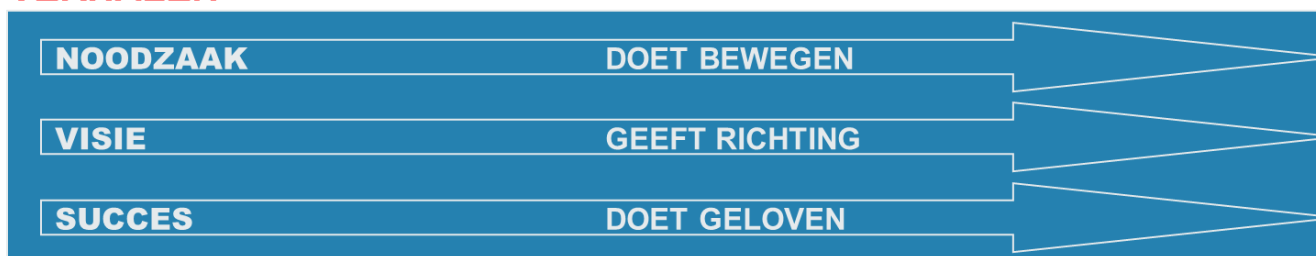 NOODZAAK DOET BEWEGEN
VISIE GEEFT RICHTING
SUCCES DOET GELOVEN